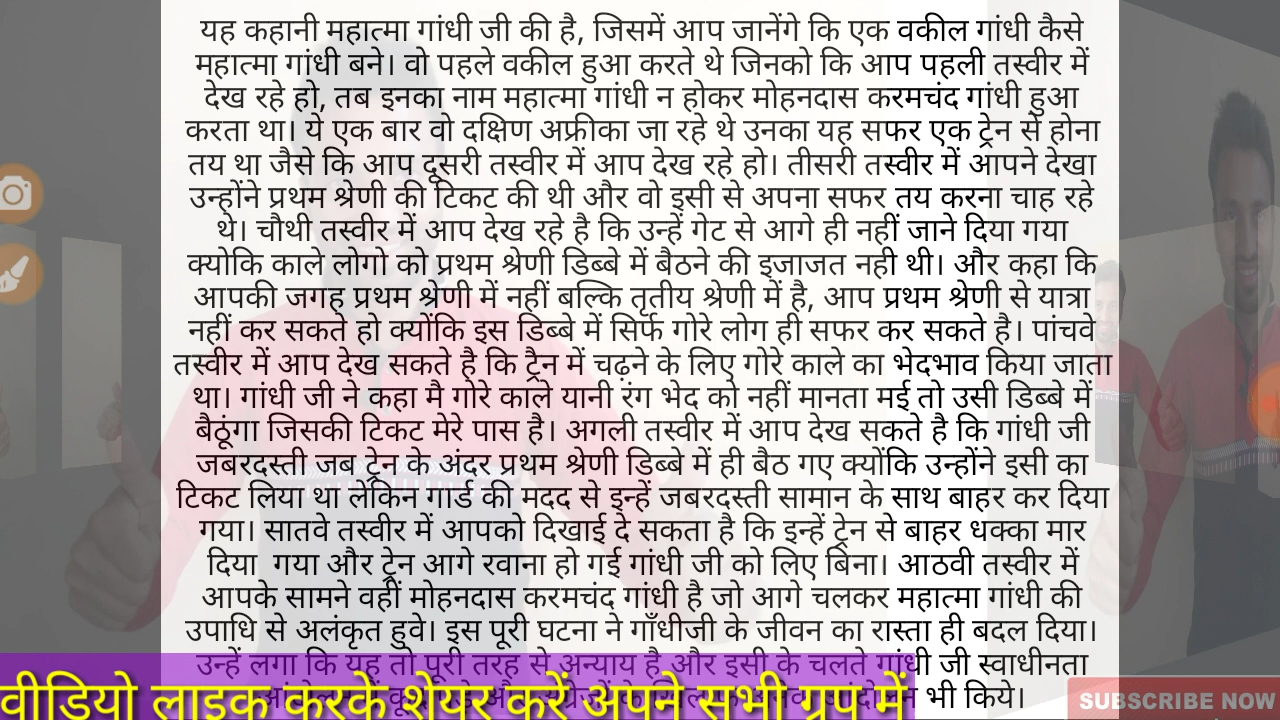 यह कहानी महात्मा गांधी जी की है, जिसमें आप जानेंगे कि एक वकील गांधी कैसे
महात्मा गांधी बने। वो पहले वकील हुआ करते थे जिनको कि आप पहली तस्वीर में
देख रहे हो, तब इनका नाम महात्मा गांधी न होकर मोहनदास करमचंद गांधी हुआ
करता था। ये एक बार वो दक्षिण अफ्रीका जा रहे थे उनका यह सफर एक ट्रेन से होना
तय था जैसे कि आप दूसरी तस्वीर में आप देख रहे हो। तीसरी तस्वीर में आपने देखा
उन्होंने प्रथम श्रेणी की टिकट की थी और वो इसी से अपना सफर तय करना चाह रहे
थे। चौथी तस्वीर में आप देख रहे है कि उन्हें गेट से आगे ही नहीं जाने दिया गया
क्योकि काले लोगो को प्रथम श्रेणी डिब्बे में बैठने की इजाजत नही थी। और कहा कि
आपकी जगह प्रथम श्रेणी में नहीं बल्कि तृतीय श्रेणी में है, आप प्रथम श्रेणी से यात्रा
नहीं कर सकते हो क्योंकि इस डिब्बे में सिर्फ गोरे लोग ही सफर कर सकते है। पांचवे
तस्वीर में आप देख सकते है कि ट्रैन में चढ़ने के लिए गोरे काले का भेदभाव किया जाता
था। गांधी जी ने कहा मै गोरे काले यानी रंग भेद को नहीं मानता मई तो उसी डिब्बे में
बैठूंगा जिसकी टिकट मेरे पास है। अगली तस्वीर में आप देख सकते है कि गांधी जी
जबरदस्ती जब ट्रेन के अंदर प्रथम श्रेणी डिब्बे में ही बैठ गए क्योंकि उन्होंने इसी का
टिकट लिया था लेकिन गार्ड की मदद से इन्हें जबरदस्ती सामान के साथ बाहर कर दिया
गया। सातवे तस्वीर में आपको दिखाई दे सकता है कि इन्हें ट्रेन से बाहर धक्का मार
दिया गया और ट्रेन आगे रवाना हो गई गांधी जी को लिए बिना। आठवी तस्वीर में
आपके सामने वहीं मोहनदास करमचंद गांधी है जो आगे चलकर महात्मा गांधी की
उपाधि से अलंकृत हुवे। इस पूरी घटना ने गाँधीजी के जीवन का रास्ता ही बदल दिया।
उन्हें लगा कि यह तो पूरी तरह से अन्याय है और इसी के चलते गांधी जी स्वाधीनता
भी किये।
वीडियो लाइक करके शेयर करें अपने सभी ग्रुप में
SUBSCRIBE NOW